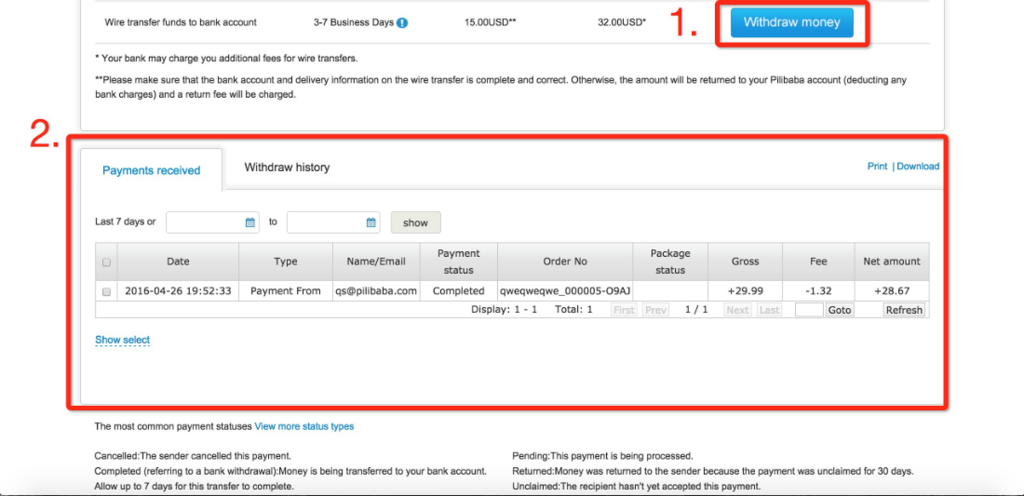 Wire transfer funds to bank account 3-7 Business Days 15.00USD** 32.00USD* 1. Withdraw money
* Your bank may charge you additional fees for wire transfers.
**Please make sure that the bank account and delivery information on the wire transfer is complete and correct. Otherwise, the amount will be returned to your Pilibaba account (deducting any
bank charges) and a return fee will be charged.
2.
Payments received Withdraw history Print | Download
Last 7 days or to show
Date Type Name/Email Payment status Order No Package status Gross Fee Net amount
2016-04-26 19:52:33 Payment From qs@pilibaba.com Completed qweqweqwe_000005-O9AJ +29.99 -1.32 +28.67
Display: 1 - 1 Total: 1 First Prev 1 / 1 Next Last Goto Refresh
Show select
The most common payment statuses View more status types
Cancelled:The sender cancelled this payment. Pending:This payment is being processed.
Completed (referring to a bank withdrawal):Money is being transferred to your bank account. Returned:Money was returned to the sender because the payment was unclaimed for 30 days.
Allow up to 7 days for this transfer to complete. Unclaimed:The recipient hasn't yet accepted this payment.